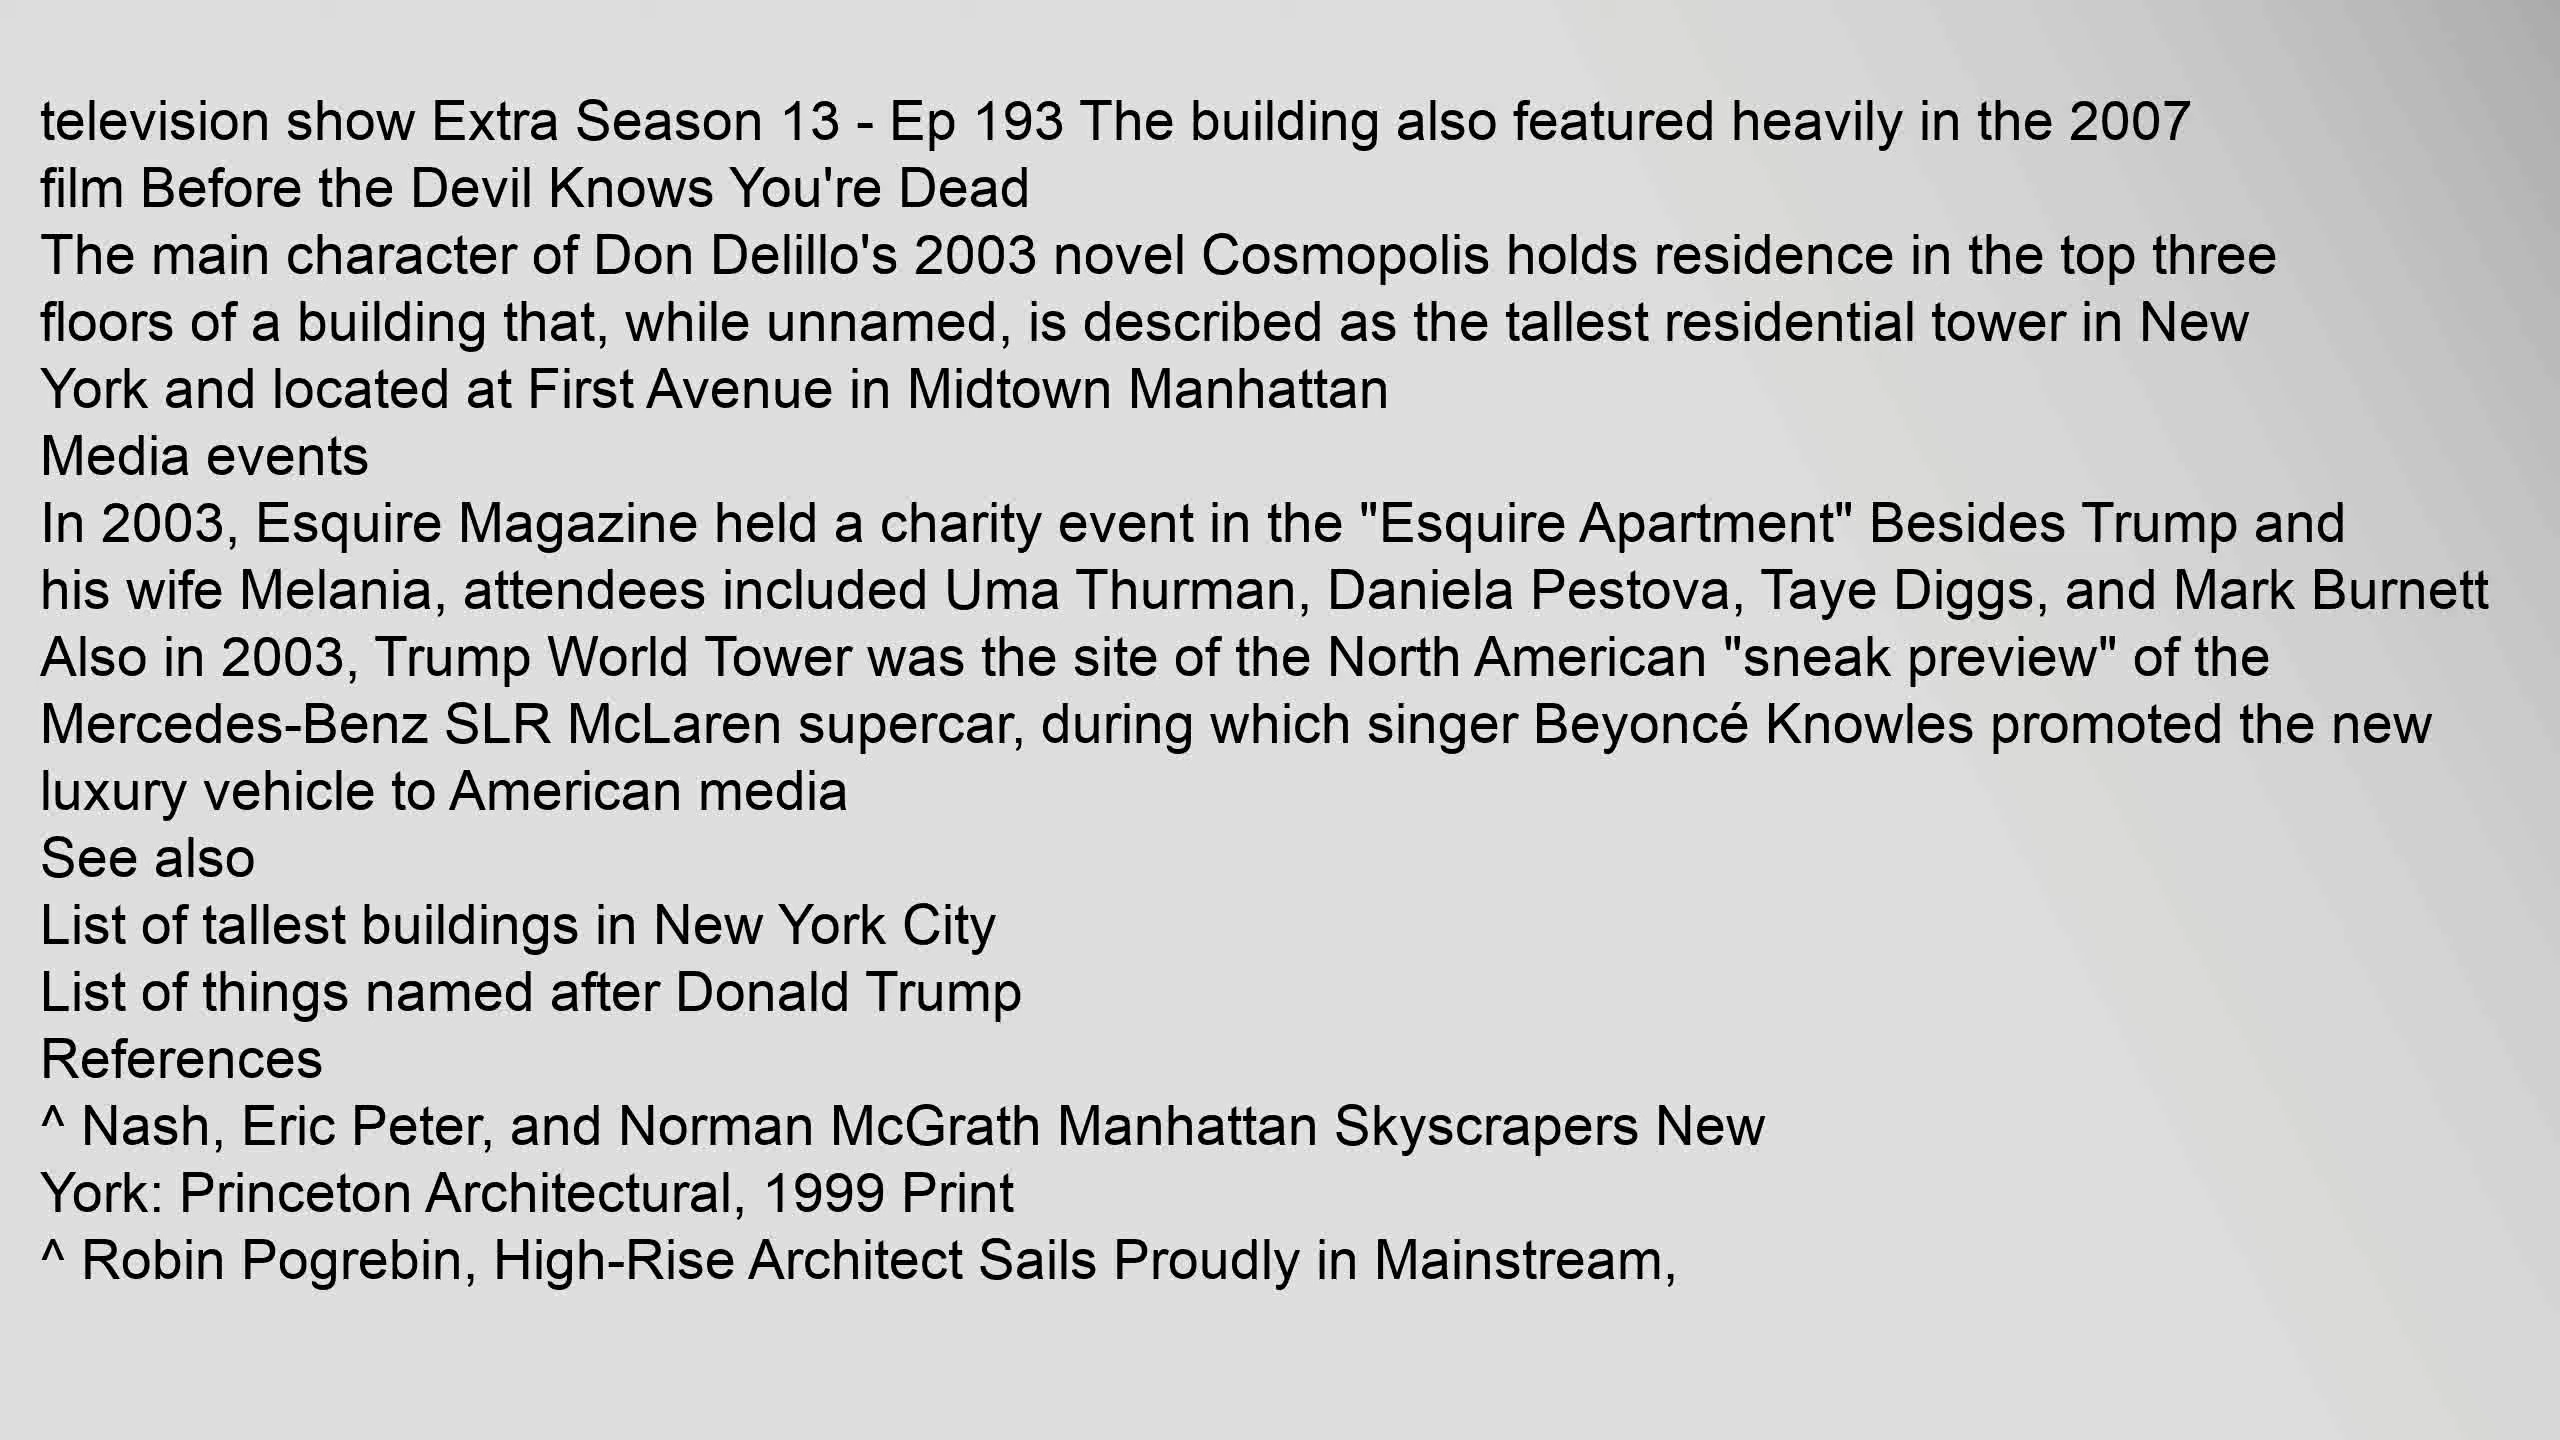 television show Extra Season 13 - Ep 193 The building also featured heavily in the 2007
film Before the Devil Knows You're Dead
The main character of Don Delillo's 2003 novel Cosmopolis holds residence in the top three
floors of a building that, while unnamed, is described as the tallest residential tower in New
York and located at First Avenue in Midtown Manhattan
Media events
In 2003, Esquire Magazine held a charity event in the "Esquire Apartment" Besides Trump and
his wife Melania, attendees included Uma Thurman, Daniela Pestova, Taye Diggs, and Mark Burnett
Also in 2003, Trump World Tower was the site of the North American "sneak preview" of the
Mercedes-Benz SLR McLaren supercar, during which singer Beyoncé Knowles promoted the new
luxury vehicle to American media
See also
List of tallest buildings in New York City
List of things named after Donald Trump
References
^ Nash, Eric Peter, and Norman McGrath Manhattan Skyscrapers New
York: Princeton Architectural, 1999 Print
^ Robin Pogrebin, High-Rise Architect Sails Proudly in Mainstream,